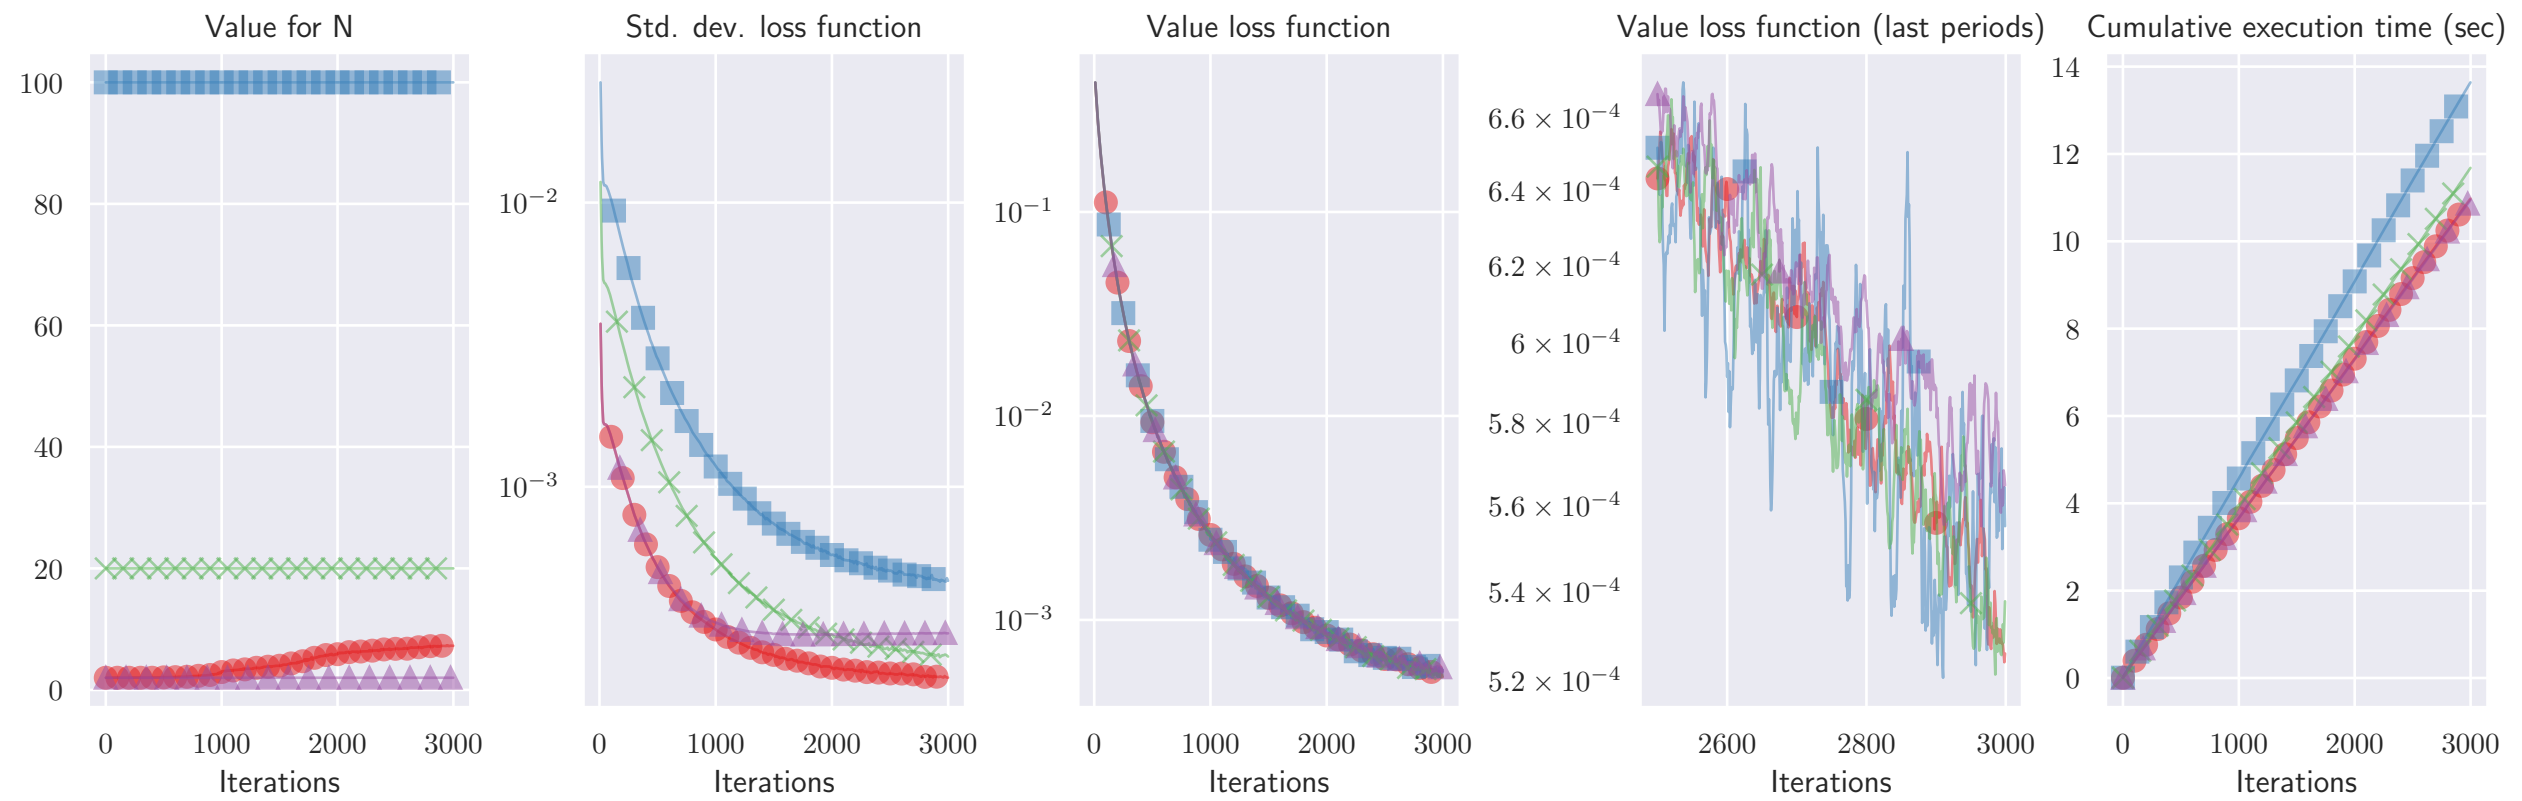 Value for N
100
80
60
40
20
0
0 1000 2000 3000
Iterations
Std. dev. loss function
10⁻²
10⁻³
0 1000 2000 3000
Iterations
Value loss function
10⁻¹
10⁻²
10⁻³
0 1000 2000 3000
Iterations
Value loss function (last periods)
6.6 × 10⁻⁴
6.4 × 10⁻⁴
6.2 × 10⁻⁴
6 × 10⁻⁴
5.8 × 10⁻⁴
5.6 × 10⁻⁴
5.4 × 10⁻⁴
5.2 × 10⁻⁴
2600 2800 3000
Iterations
Cumulative execution time (sec)
14
12
10
8
6
4
2
0
0 1000 2000 3000
Iterations